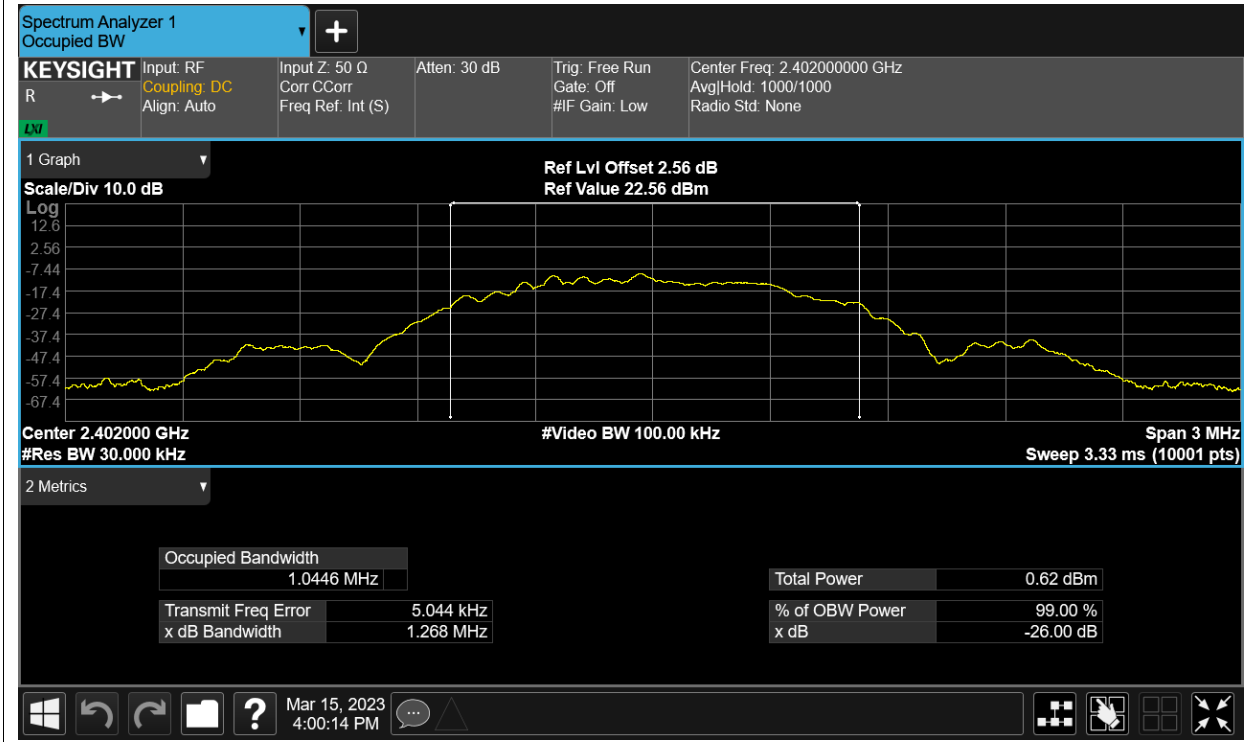 Spectrum Analyzer 1
Occupied BW
KEYSIGHT
R
LXI
Input: RF
Coupling: DC
Align: Auto
Input Z: 50 Ω
Corr CCorr
Freq Ref: Int (S)
Atten: 30 dB
Trig: Free Run
Gate: Off
#IF Gain: Low
Center Freq: 2.402000000 GHz
Avg|Hold: 1000/1000
Radio Std: None
1 Graph
Scale/Div 10.0 dB
Ref Lvl Offset 2.56 dB
Ref Value 22.56 dBm
Log
12.6
2.56
-7.44
-17.4
-27.4
-37.4
-47.4
-57.4
-67.4
Center 2.402000 GHz
#Video BW 100.00 kHz
Span 3 MHz
#Res BW 30.000 kHz
Sweep 3.33 ms (10001 pts)
2 Metrics
Occupied Bandwidth
1.0446 MHz
Total Power 0.62 dBm
Transmit Freq Error 5.044 kHz
% of OBW Power 99.00 %
x dB Bandwidth 1.268 MHz
x dB -26.00 dB
?
Mar 15, 2023
4:00:14 PM